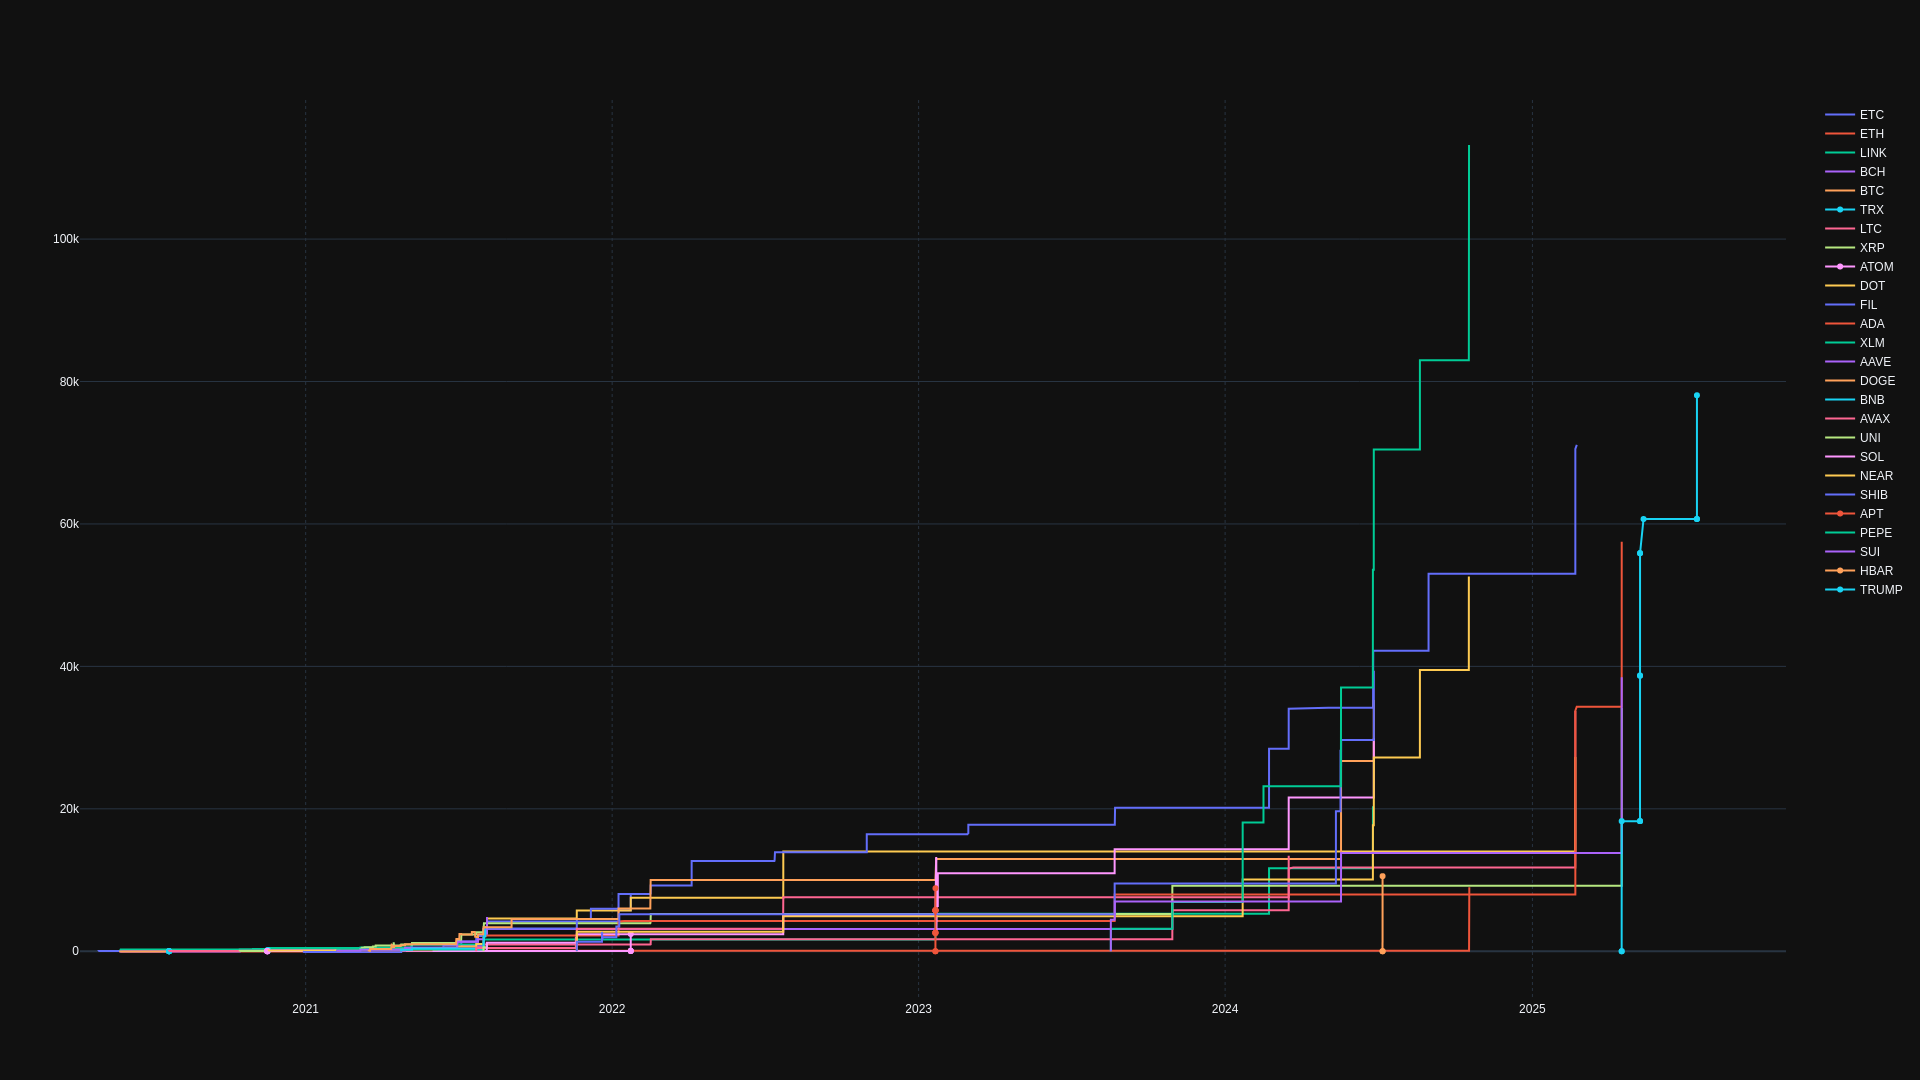 100k
80k
60k
40k
20k
0
2021
2022
2023
2024
2025
ETC
ETH
LINK
BCH
BTC
TRX
LTC
XRP
ATOM
DOT
FIL
ADA
XLM
AAVE
DOGE
BNB
AVAX
UNI
SOL
NEAR
SHIB
APT
PEPE
SUI
HBAR
TRUMP